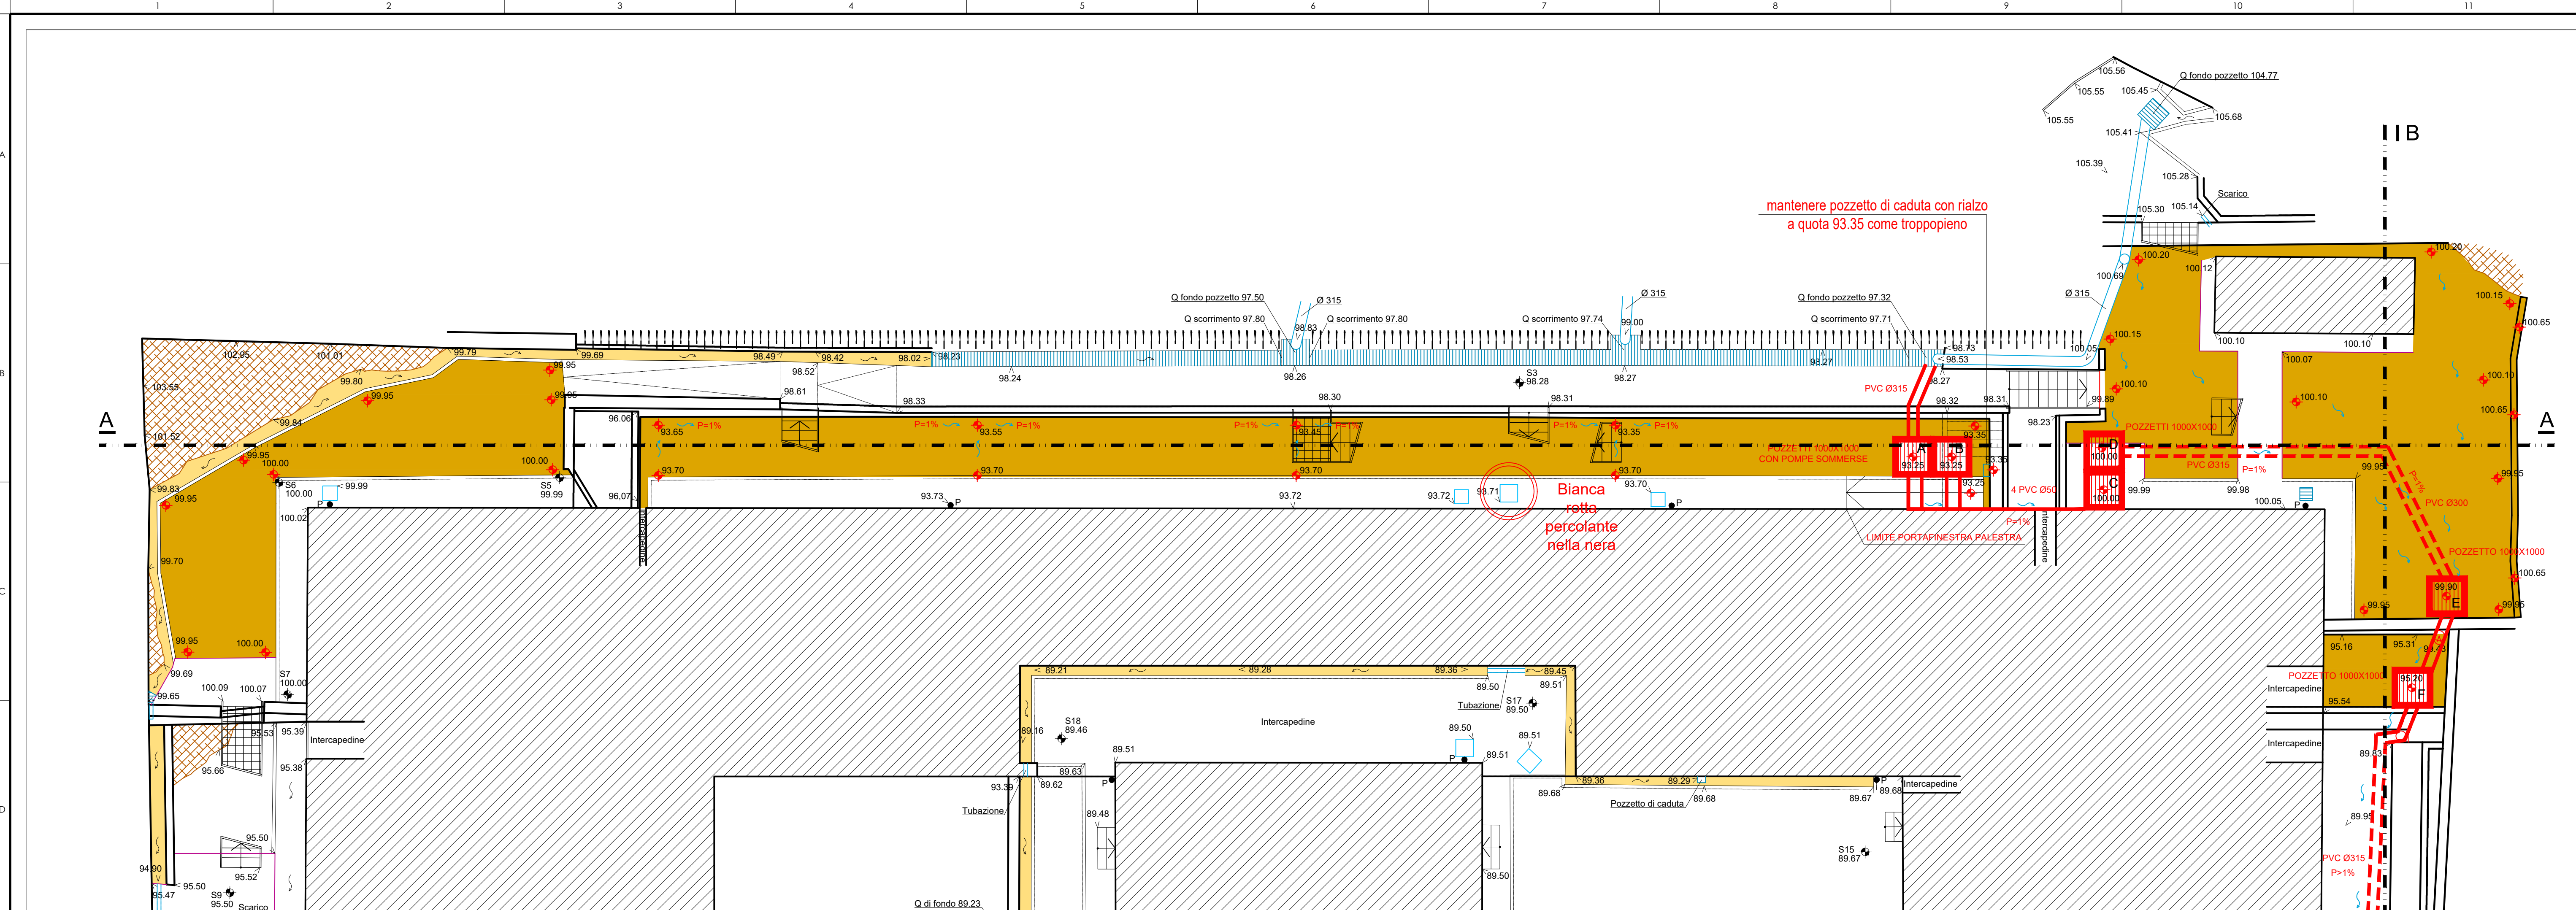 1 2 3 4 5 6 7 8 9 10 11
A
B
C
D
105.56
Q fondo pozzetto 104.77
105.45
105.55
105.55
105.68
105.41
B
105.39
105.28
Scarico
105.14
105.30
mantenere pozzetto di caduta con rialzo
a quota 93.35 come troppopieno
100.20
100.20
100.12
100.69
Ø 315
100.15
100.65
100.15
Q fondo pozzetto 97.50
Ø 315
Ø 315
Q fondo pozzetto 97.32
Q scorrimento 97.80
98.83
Q scorrimento 97.80
Q scorrimento 97.74
99.00
Q scorrimento 97.71
100.10
100.10
100.07
102.95
101.01
99.79
99.69
98.49
98.42
98.02
98.23
98.73
98.53
100.05
98.27
99.95
98.52
98.24
98.26
S3
98.28
98.27
98.27
100.10
99.80
103.55
98.61
PVC Ø315
100.10
99.95
99.95
98.33
98.30
98.31
98.32
98.31
99.89
100.10
100.65
99.84
96.06
98.23
A
A
101.52
P=1%
P=1%
P=1%
P=1%
P=1%
P=1%
P=1%
93.65
93.55
93.45
93.35
93.35
POZZETTI 1000X1000
POZZETTI 1000X1000
CON POMPE SOMMERSE
A
B
D
93.25
93.25
100.00
99.95
100.00
100.00
93.70
93.70
93.70
93.70
93.35
PVC Ø315
P=1%
99.95
99.95
P=1%
99.83
99.95
S6
100.00
99.99
S5
99.99
96.07
93.73
P
93.72
93.72
93.71
93.70
P
93.25
4 PVC Ø50
C
100.00
99.99
99.98
100.05
P
PVC Ø300
100.02
P
Bianca
rotta
percolante
nella nera
P=1%
LIMITE PORTAFINESTRA PALESTRA
Intercapedine
Intercapedine
POZZETTO 1000X1000
99.70
100.65
99.90
E
99.95
99.95
99.95
100.00
95.16
95.31
95.43
99.69
99.65
S7
100.00
100.09
100.07
89.21
89.28
89.36
89.45
89.50
89.51
POZZETTO 1000X1000
95.20
F
Intercapedine
95.54
Tubazione
S17
89.50
S18
89.46
Intercapedine
89.16
95.53
95.39
Intercapedine
89.51
89.50
89.51
89.51
P
Intercapedine
89.83
95.66
95.38
89.63
93.39
89.62
P
89.36
89.29
P
89.68
Intercapedine
89.68
89.68
89.67
Tubazione
Pozzetto di caduta
89.48
89.95
95.50
S15
89.67
PVC Ø315
P>1%
94.90
95.47
95.50
95.52
S9
95.50
Scarico
89.50
Q di fondo 89.23